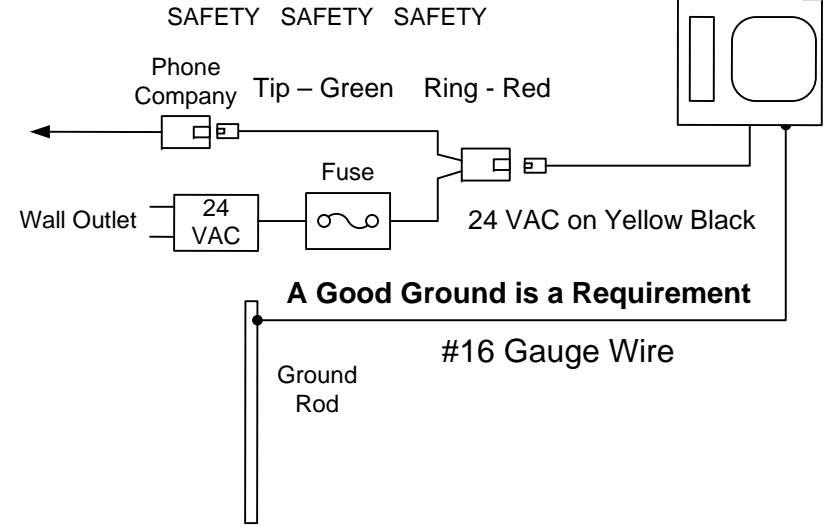 SAFETY SAFETY SAFETY
Phone
Company
Tip – Green Ring - Red
Fuse
Wall Outlet
24
VAC
24 VAC on Yellow Black
A Good Ground is a Requirement
#16 Gauge Wire
Ground
Rod